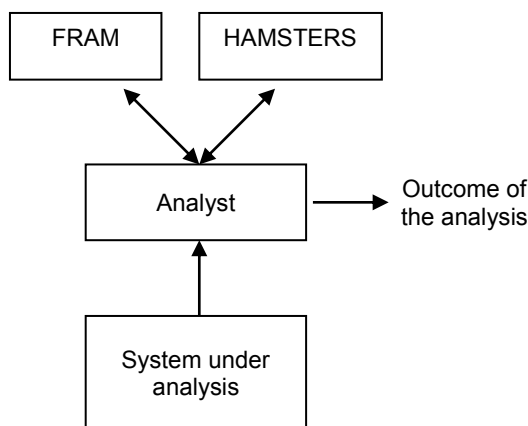 FRAM
HAMSTERS
Analyst
Outcome of
the analysis
System under
analysis